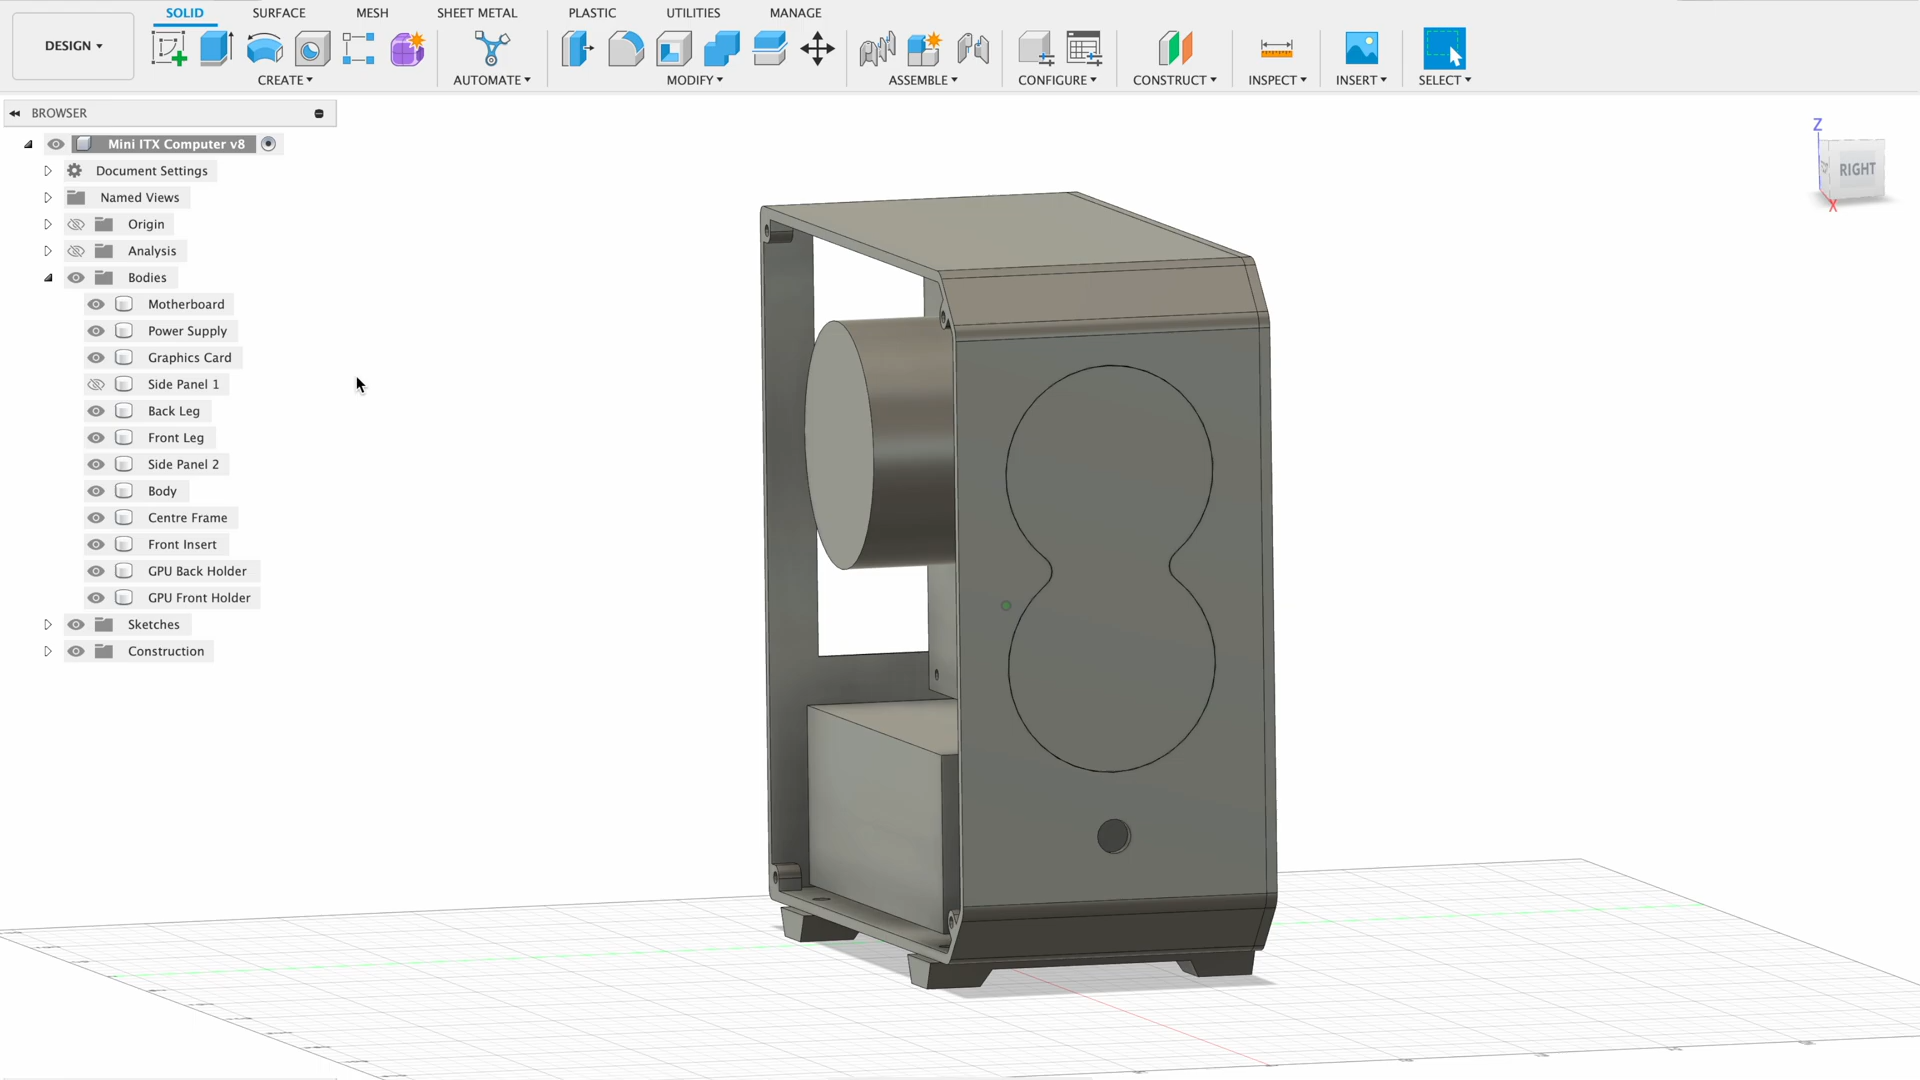 SOLID SURFACE MESH SHEET METAL PLASTIC UTILITIES MANAGE
DESIGN
CREATE AUTOMATE MODIFY ASSEMBLE CONFIGURE CONSTRUCT INSPECT INSERT SELECT
BROWSER
Mini ITX Computer v8
Document Settings
Named Views
Origin
Analysis
Bodies
Motherboard
Power Supply
Graphics Card
Side Panel 1
Back Leg
Front Leg
Side Panel 2
Body
Centre Frame
Front Insert
GPU Back Holder
GPU Front Holder
Sketches
Construction
Z
RIGHT
X